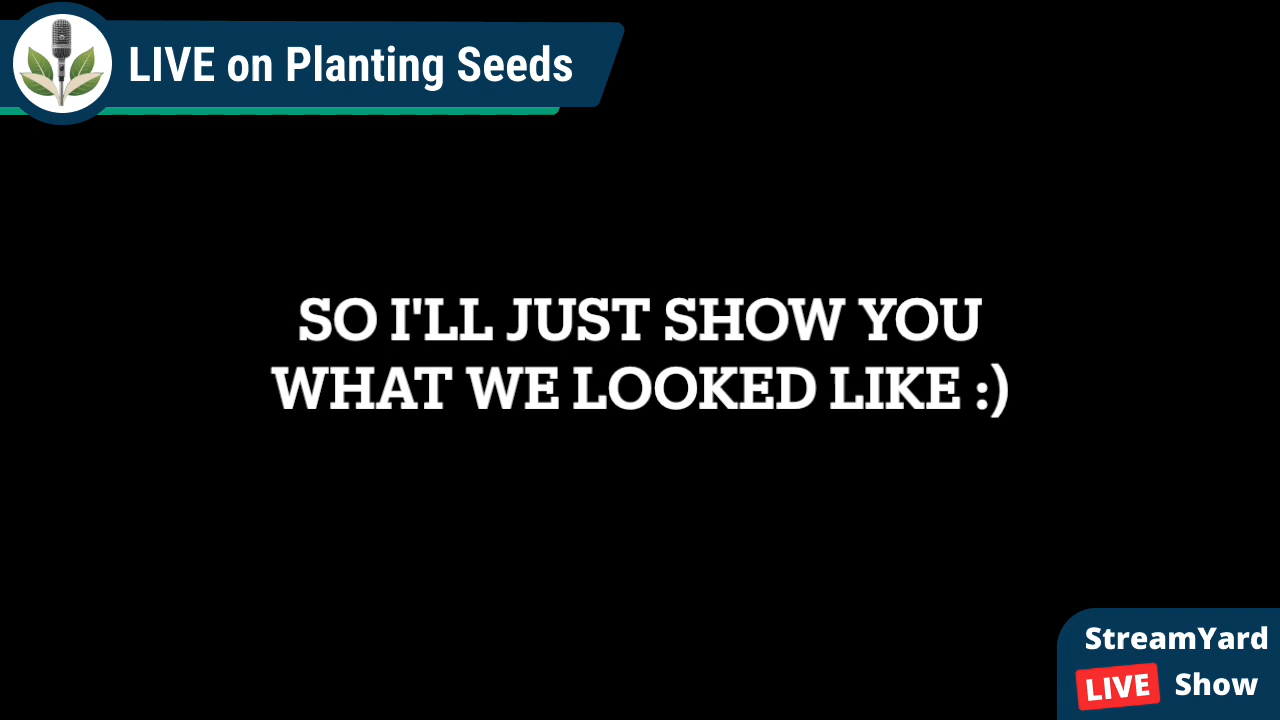 LIVE on Planting Seeds
SO I'LL JUST SHOW YOU
WHAT WE LOOKED LIKE :)
StreamYard
LIVE Show